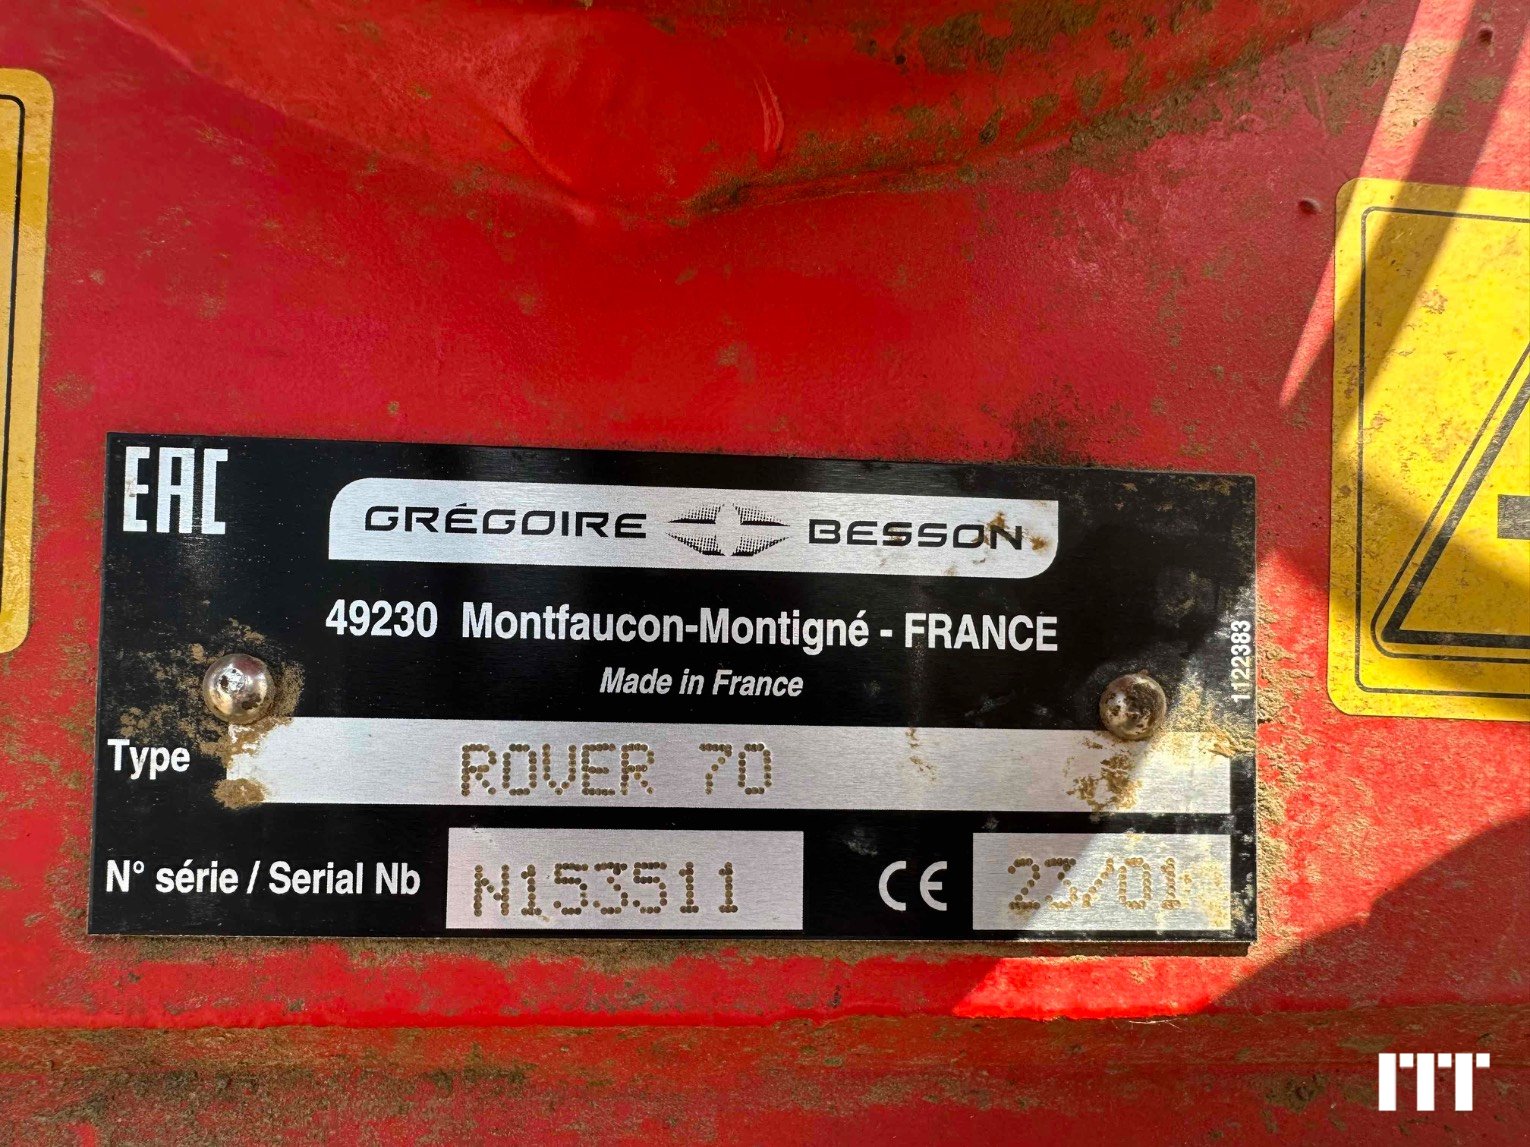 EAC
GRÉGOIRE BESSON
49230 Montfaucon-Montigné - FRANCE
Made in France
1122383
Type ROVER 70
N° série / Serial Nb N153511 CE 23/01
ITT